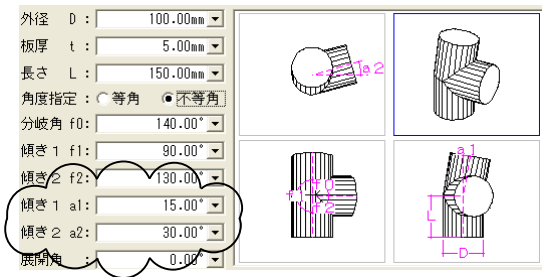 外径 D : 100.00mm
板厚 t : 5.00mm
長さ L : 150.00mm
角度指定 : 等角 不等角
分岐角 f0: 140.00°
傾き1 f1: 90.00°
傾き2 f2: 130.00°
傾き1 a1: 15.00°
傾き2 a2: 30.00°
展開角 : 0.00°
a2
f0
f2
a1
L
D